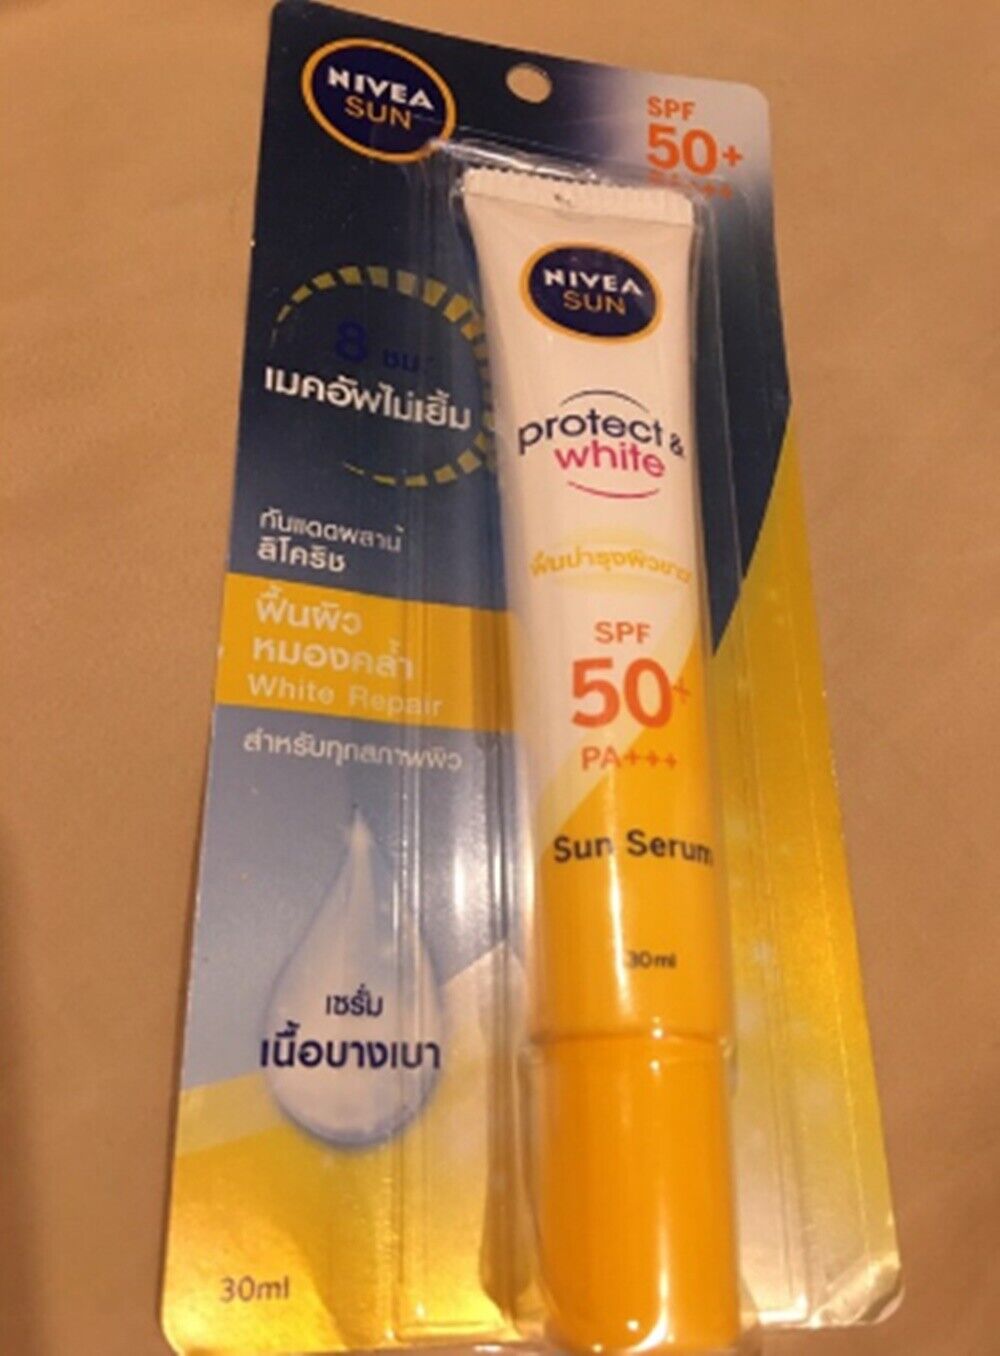 NIVEA
SUN
SPF
50+
8 ชม
เมคอัพไม่เยิ้ม
กันแดดผสาน
ลิโคริช
ฟื้นผิว
หมองคล้ำ
White Repair
สำหรับทุกสภาพผิว
เซรั่ม
เนื้อบางเบา
30ml
NIVEA
SUN
protect &
white
SPF
50+
PA+++
Sun Serum
30ml